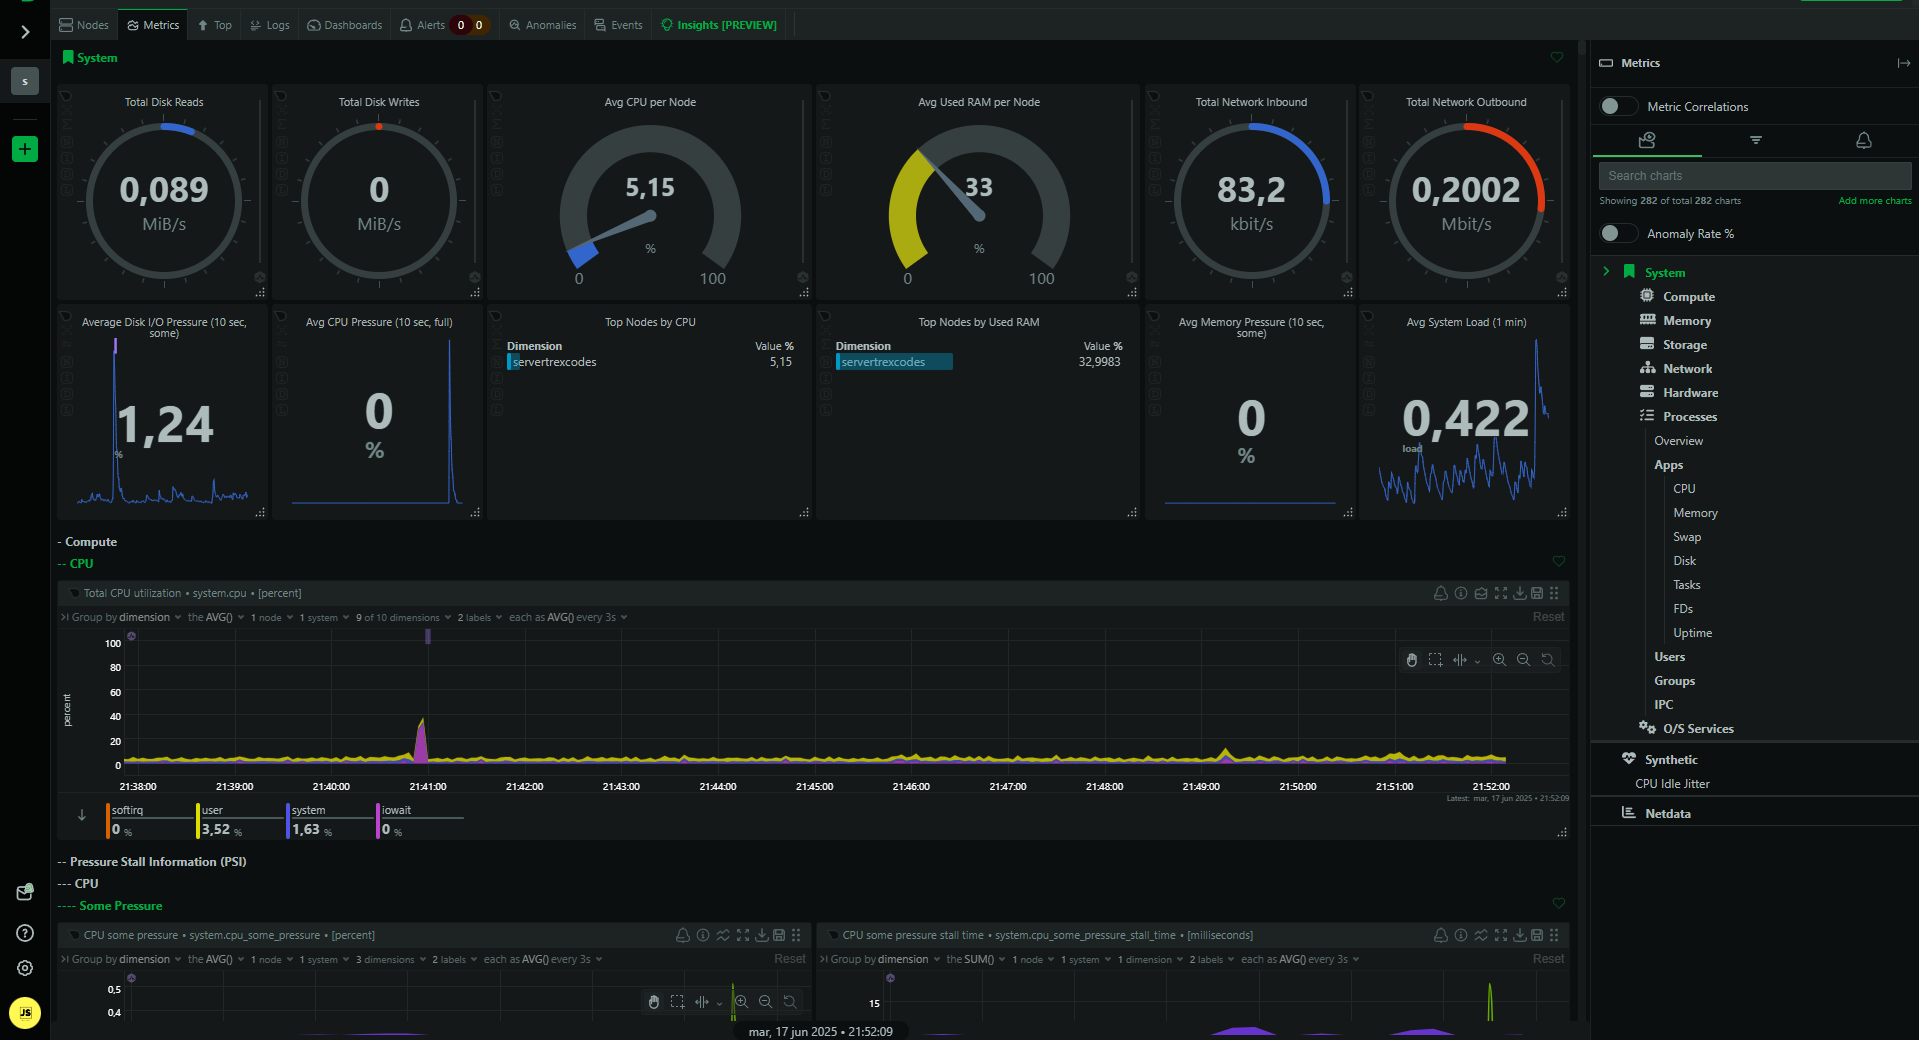 Nodes
Metrics
Top
Logs
Dashboards
Alerts 0 0
Anomalies
Events
Insights [PREVIEW]
S
System
Total Disk Reads
0,089
MiB/s
Total Disk Writes
0
MiB/s
Avg CPU per Node
5,15
%
0 100
Avg Used RAM per Node
33
%
0 100
Total Network Inbound
83,2
kbit/s
Total Network Outbound
0,2002
Mbit/s
Average Disk I/O Pressure (10 sec,
some)
1,24
%
Avg CPU Pressure (10 sec, full)
0
%
Top Nodes by CPU
Dimension Value %
servertrexcodes 5,15
Top Nodes by Used RAM
Dimension Value %
servertrexcodes 32,9983
Avg Memory Pressure (10 sec,
some)
0
%
Avg System Load (1 min)
0,422
load
- Compute
-- CPU
Total CPU utilization • system.cpu • [percent]
Group by dimension the AVG() 1 node 1 system 9 of 10 dimensions 2 labels each as AVG() every 3s Reset
percent
100
80
60
40
20
0
21:38:00 21:39:00 21:40:00 21:41:00 21:42:00 21:43:00 21:44:00 21:45:00 21:46:00 21:47:00 21:48:00 21:49:00 21:50:00 21:51:00 21:52:00
Latest: mar, 17 jun 2025 • 21:52:09
softirq user system iowait
0 % 3,52 % 1,63 % 0 %
-- Pressure Stall Information (PSI)
--- CPU
---- Some Pressure
CPU some pressure • system.cpu_some_pressure • [percent]
Group by dimension the AVG() 1 node 1 system 3 dimensions 2 labels each as AVG() every 3s Reset
0,5
0,4
CPU some pressure stall time • system.cpu_some_pressure_stall_time • [milliseconds]
Group by dimension the SUM() 1 node 1 system 1 dimension 2 labels each as AVG() every 3s Reset
15
mar, 17 jun 2025 • 21:52:09
JS
Metrics
Metric Correlations
Search charts
Showing 282 of total 282 charts Add more charts
Anomaly Rate %
System
Compute
Memory
Storage
Network
Hardware
Processes
Overview
Apps
CPU
Memory
Swap
Disk
Tasks
FDs
Uptime
Users
Groups
IPC
O/S Services
Synthetic
CPU Idle Jitter
Netdata